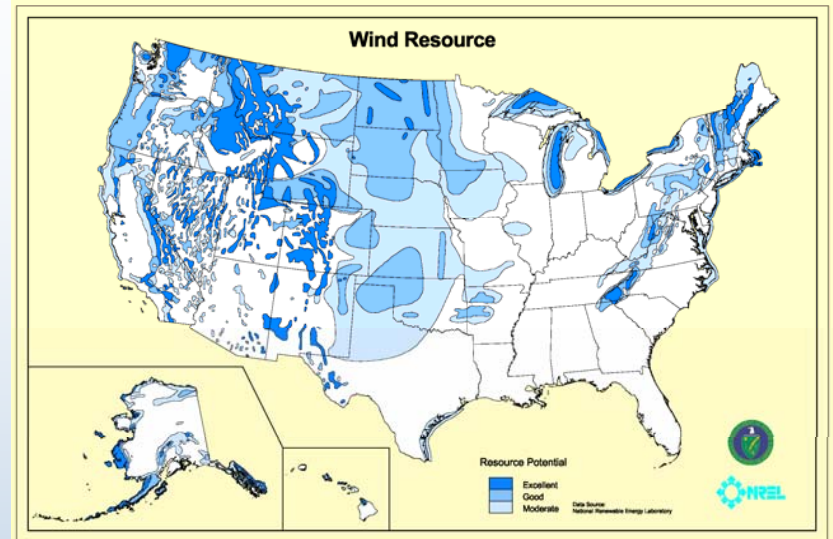 Wind Resource
Resource Potential
Excellent
Good
Moderate
Data Source:
National Renewable Energy Laboratory
NREL